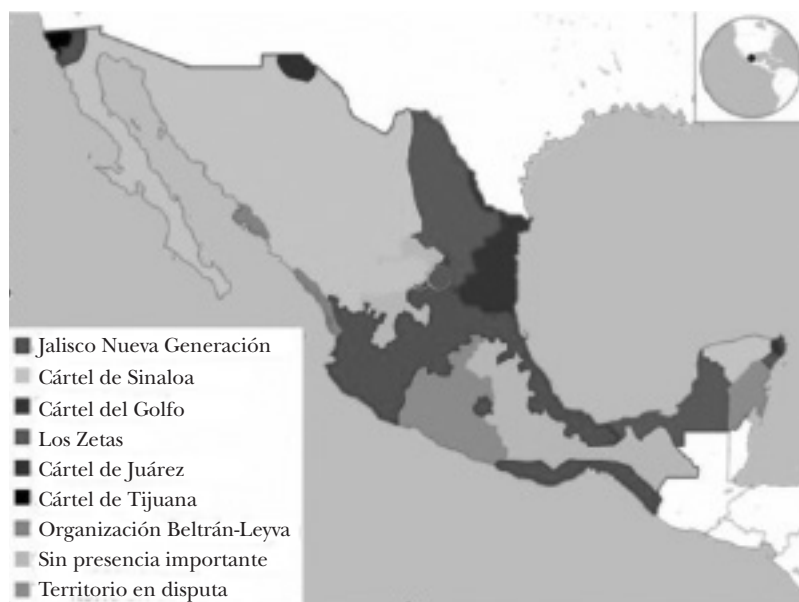 Jalisco Nueva Generación
Cártel de Sinaloa
Cártel del Golfo
Los Zetas
Cártel de Juárez
Cártel de Tijuana
Organización Beltrán-Leyva
Sin presencia importante
Territorio en disputa